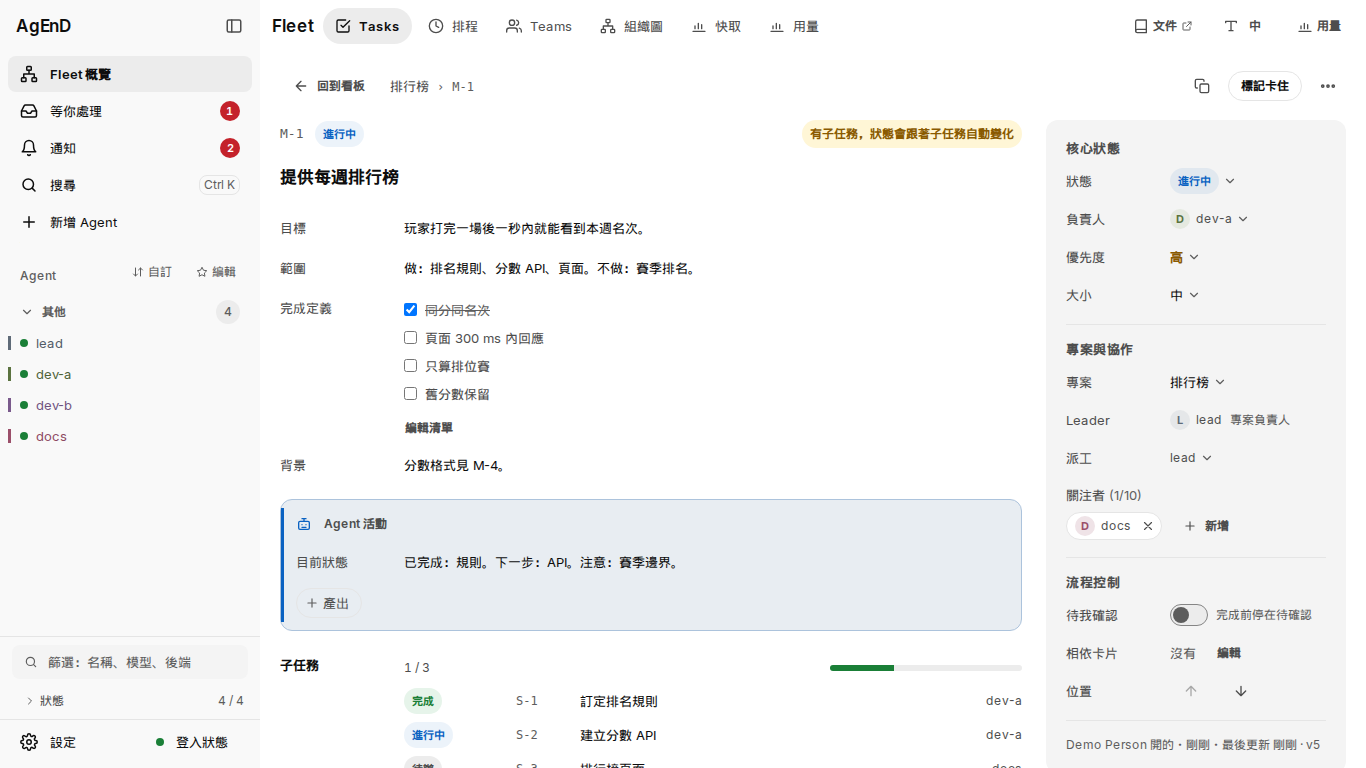 AgEnD
Fleet 概覽
等你處理 1
通知 2
搜尋 Ctrl K
新增 Agent
Agent 自訂 編輯
其他 4
lead
dev-a
dev-b
docs
篩選：名稱、模型、後端
狀態 4 / 4
設定 登入狀態
Fleet Tasks 排程 Teams 組織圖 快取 用量 文件 中 用量
回到看板 排行榜 › M-1 標記卡住
M-1 進行中 有子任務，狀態會跟著子任務自動變化
提供每週排行榜
目標 玩家打完一場後一秒內就能看到本週名次。
範圍 做：排名規則、分數 API、頁面。不做：賽季排名。
完成定義 同分同名次
頁面 300 ms 內回應
只算排位賽
舊分數保留
編輯清單
背景 分數格式見 M-4。
Agent 活動
目前狀態 已完成：規則。下一步：API。注意：賽季邊界。
產出
子任務 1 / 3
完成 S-1 訂定排名規則 dev-a
進行中 S-2 建立分數 API dev-a
核心狀態
狀態 進行中
負責人 D dev-a
優先度 高
大小 中
專案與協作
專案 排行榜
Leader L lead 專案負責人
派工 lead
關注者 (1/10)
D docs 新增
流程控制
待我確認 完成前停在待確認
相依卡片 沒有 編輯
位置
Demo Person 開的・剛剛・最後更新 剛剛・v5